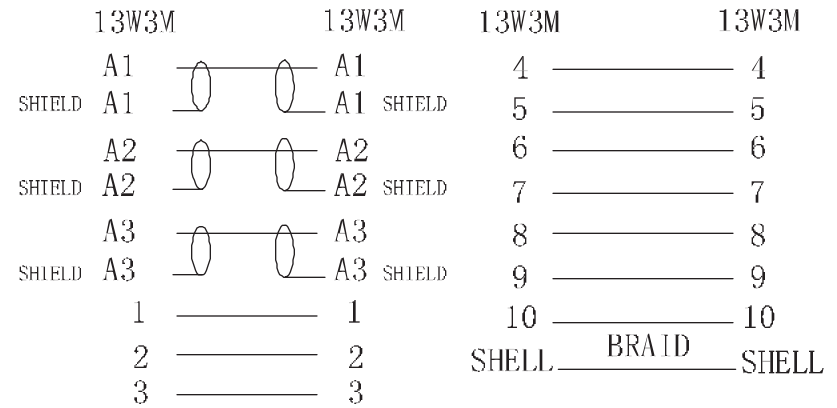 13W3M 13W3M
A1 A1
SHIELD A1 A1 SHIELD
A2 A2
SHIELD A2 A2 SHIELD
A3 A3
SHIELD A3 A3 SHIELD
1 1
2 2
3 3
13W3M 13W3M
4 4
5 5
6 6
7 7
8 8
9 9
10 10
BRAID
SHELL SHELL